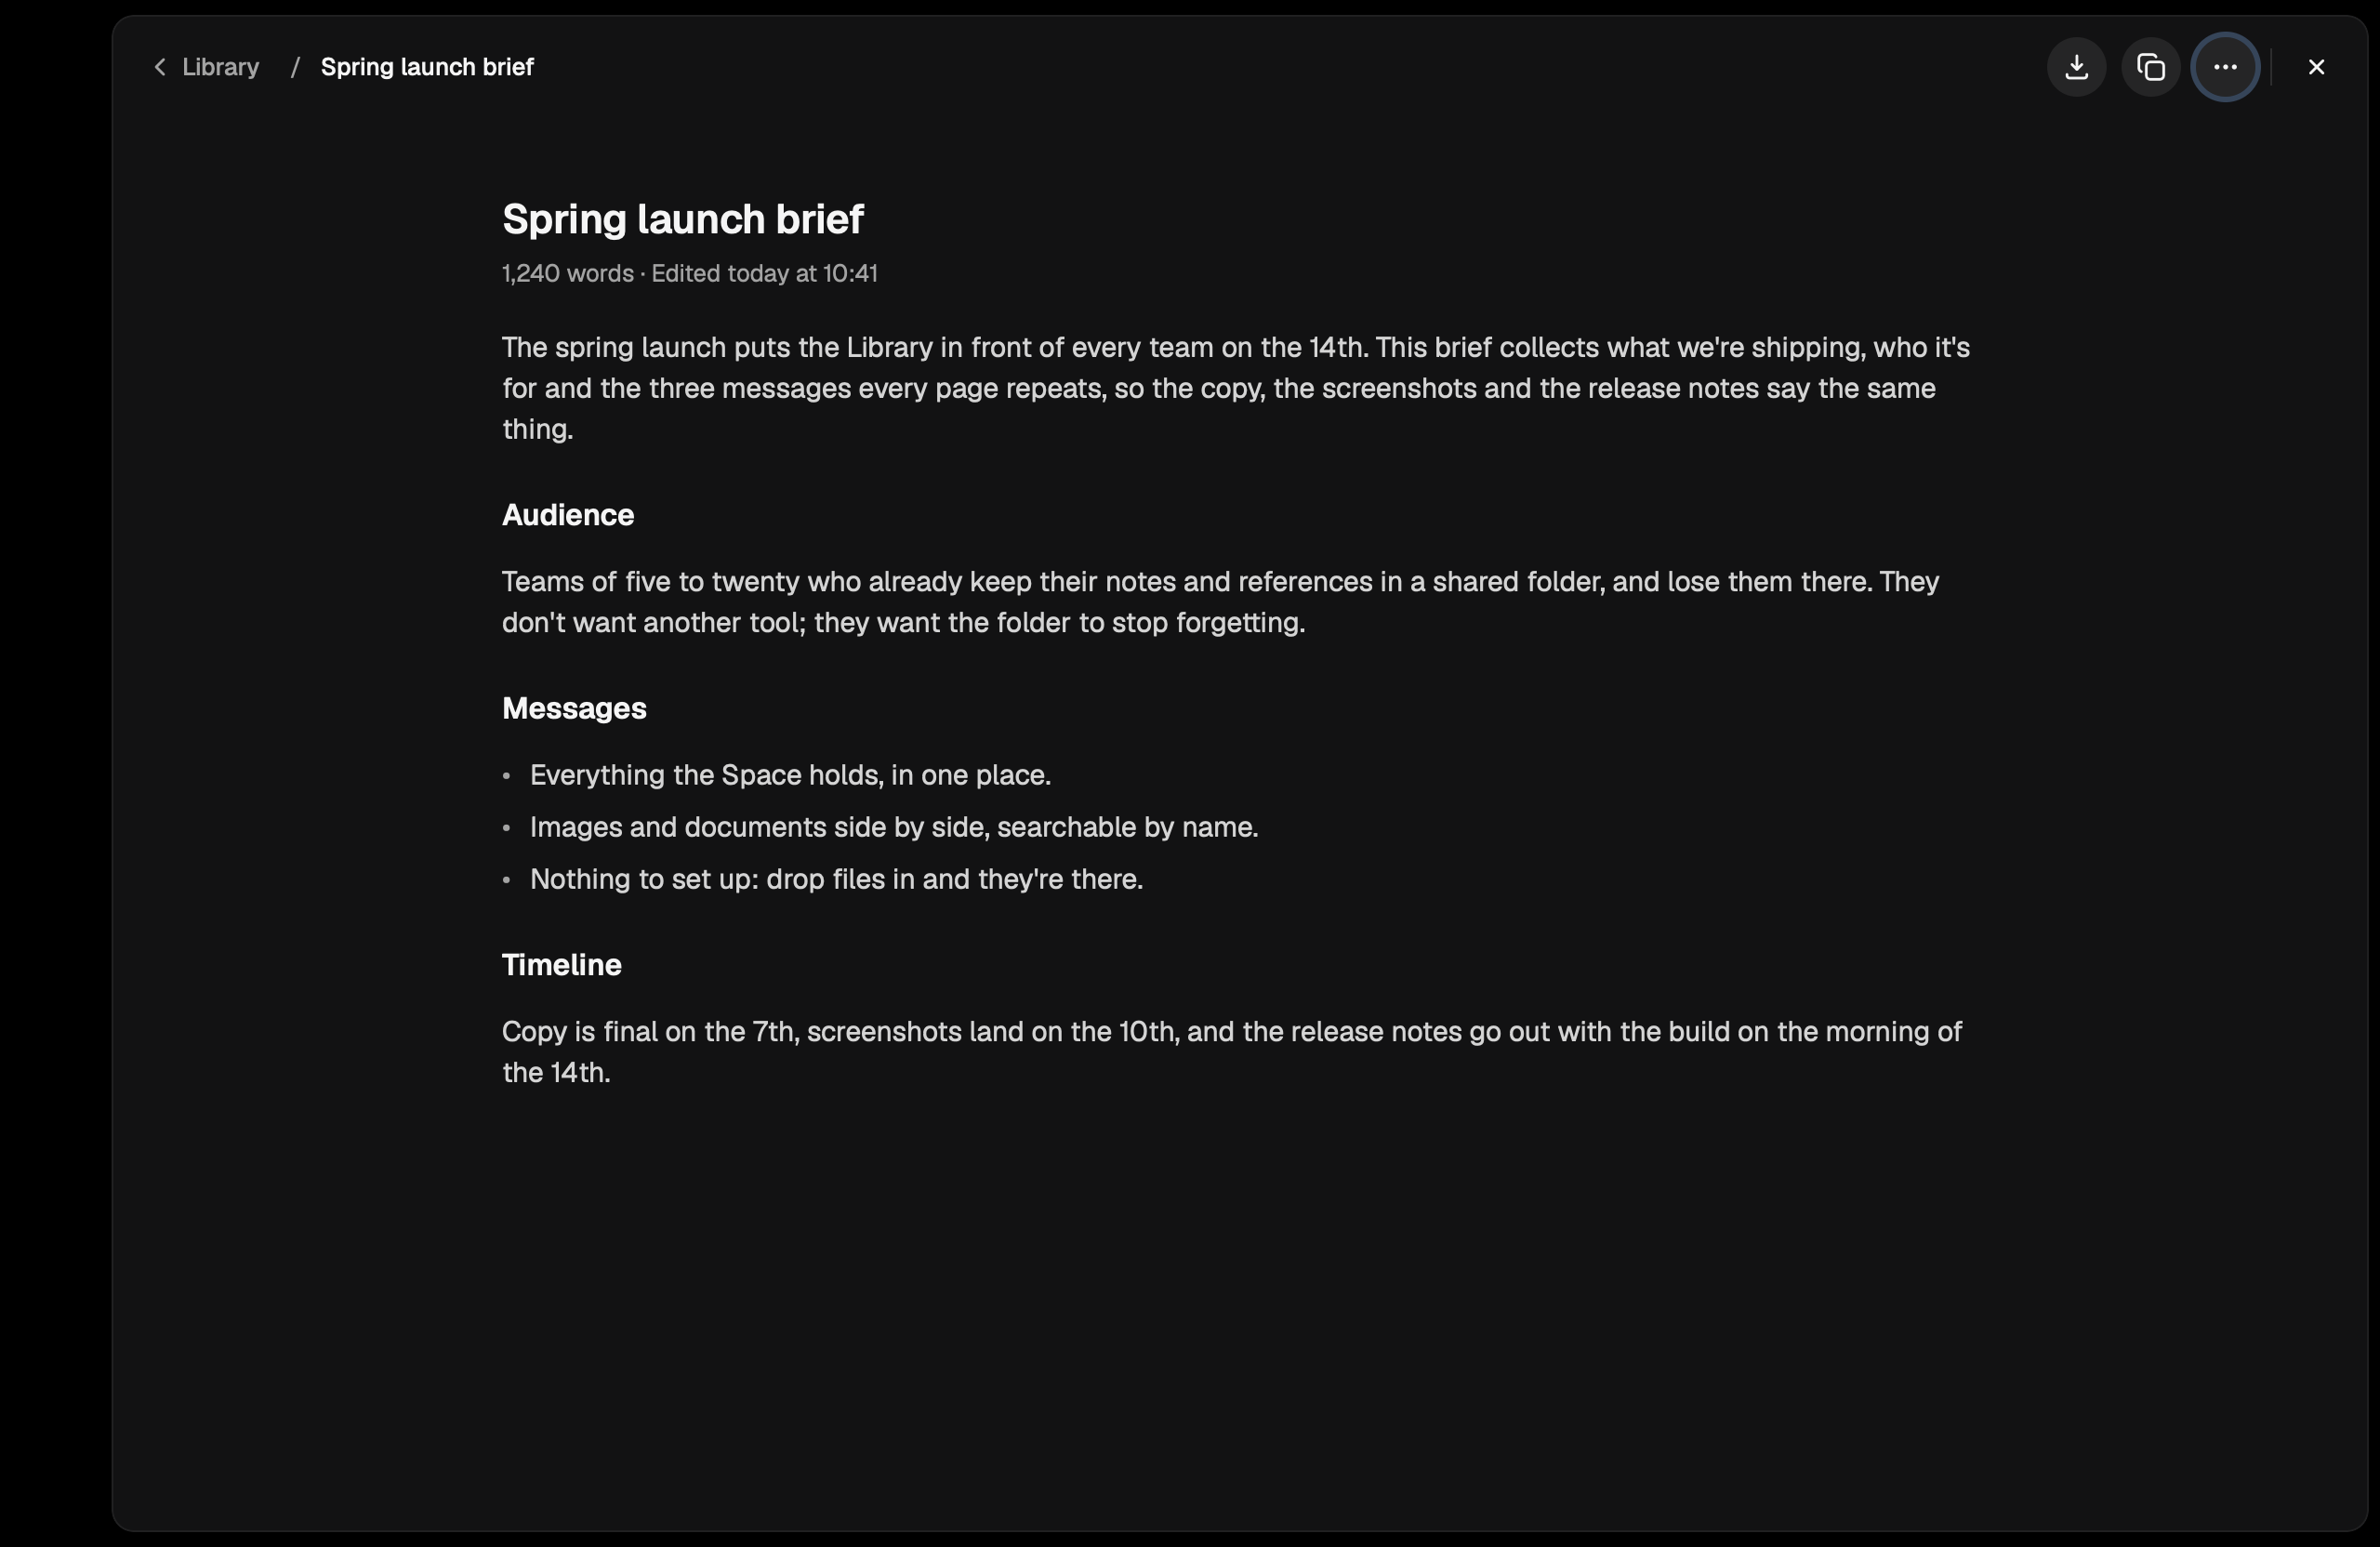 Library / Spring launch brief
Spring launch brief
1,240 words · Edited today at 10:41
The spring launch puts the Library in front of every team on the 14th. This brief collects what we're shipping, who it's
for and the three messages every page repeats, so the copy, the screenshots and the release notes say the same
thing.
Audience
Teams of five to twenty who already keep their notes and references in a shared folder, and lose them there. They
don't want another tool; they want the folder to stop forgetting.
Messages
• Everything the Space holds, in one place.
• Images and documents side by side, searchable by name.
• Nothing to set up: drop files in and they're there.
Timeline
Copy is final on the 7th, screenshots land on the 10th, and the release notes go out with the build on the morning of
the 14th.